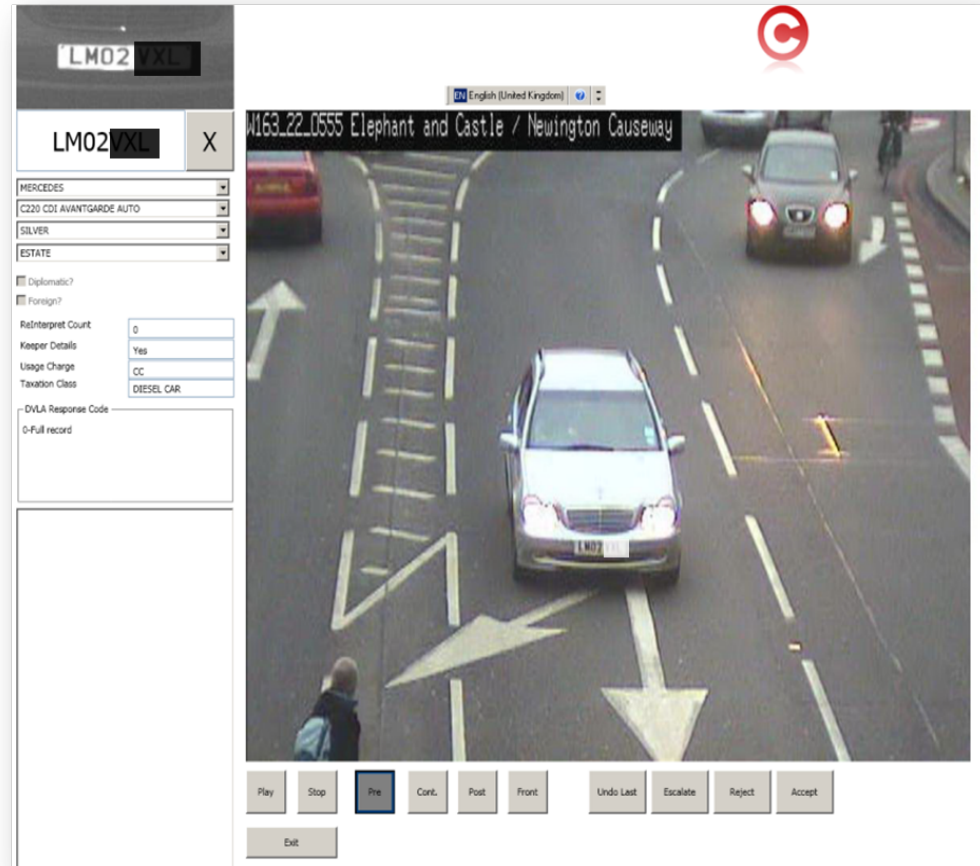 LM02
LM02
X
MERCEDES
C220 CDI AVANTGARDE AUTO
SILVER
ESTATE
Diplomatic?
Foreign?
ReInterpret Count 0
Keeper Details Yes
Usage Charge CC
Taxation Class DIESEL CAR
DVLA Response Code
0-Full record
C
EN English (United Kingdom) ?
W163_22_0555 Elephant and Castle / Newington Causeway
LM02
Play Stop Pre Cont. Post Front Undo Last Escalate Reject Accept
Exit